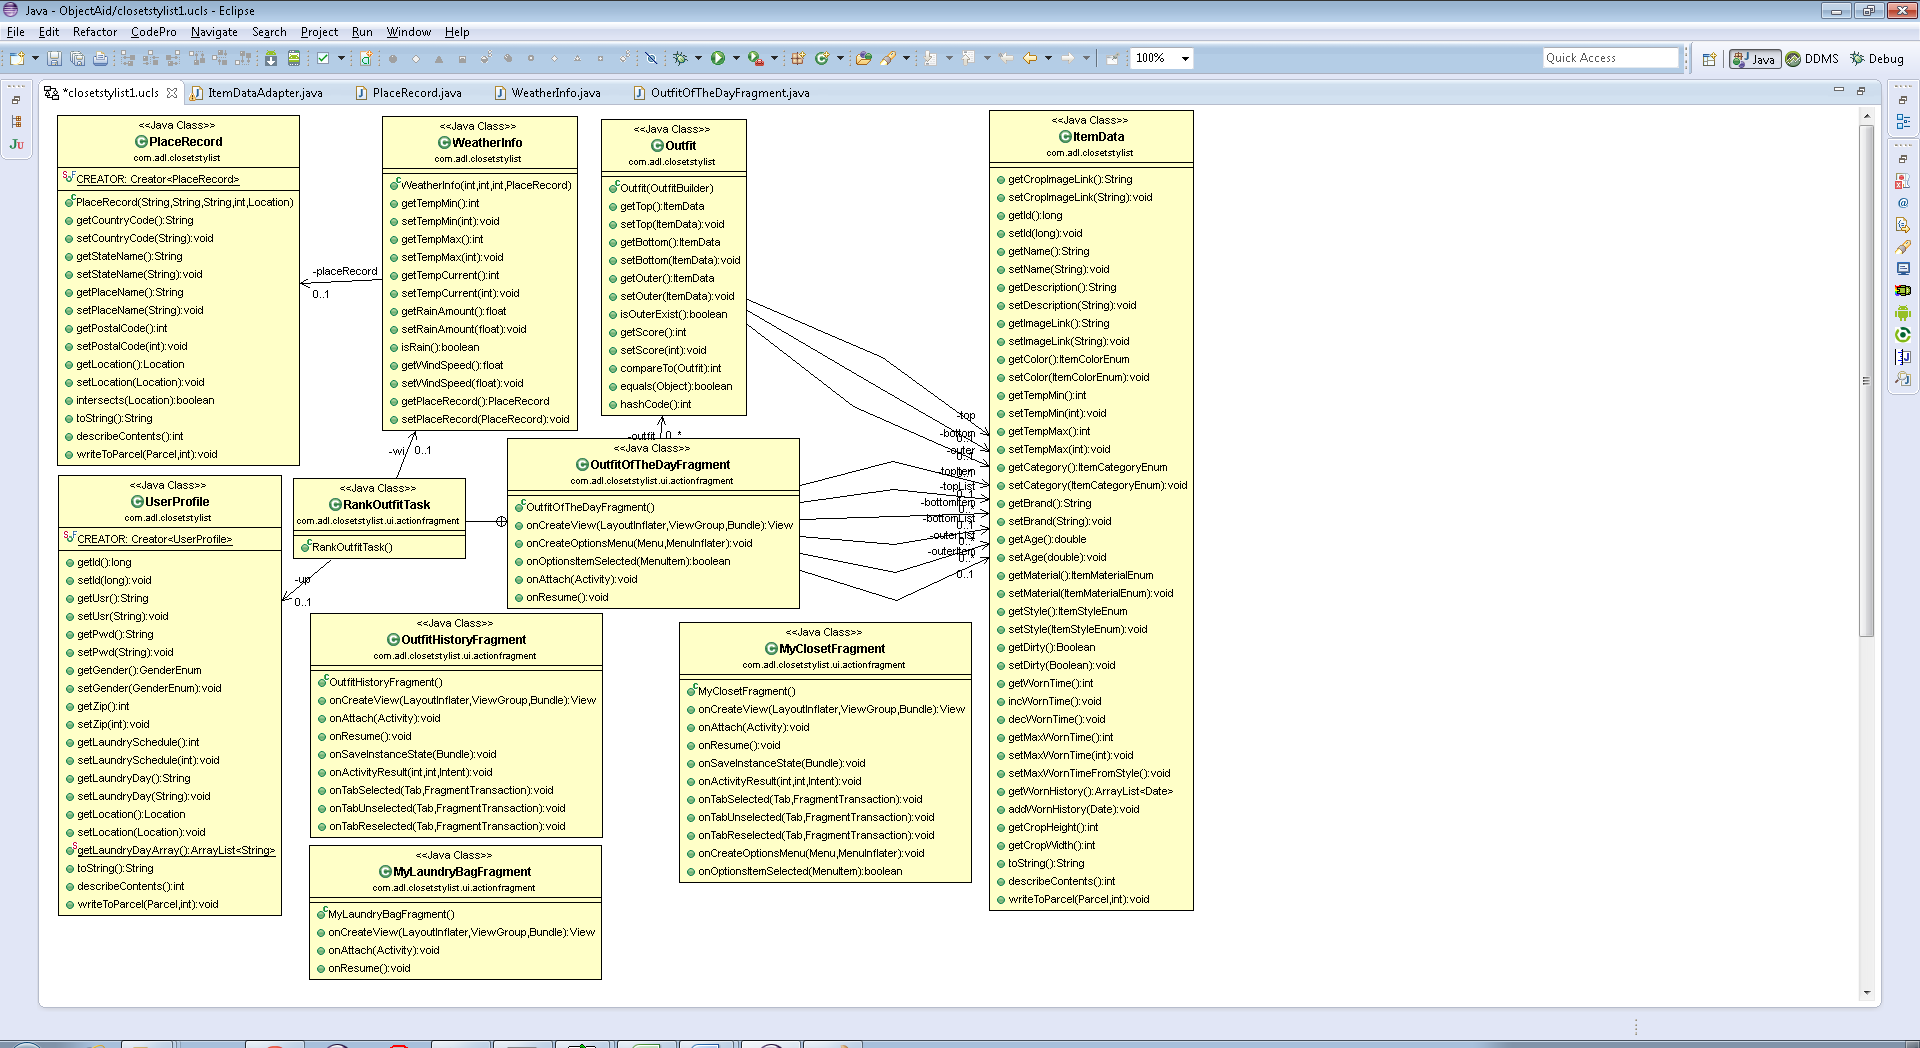 Java - ObjectAid/closetstylist1.ucls - Eclipse
File Edit Refactor CodePro Navigate Search Project Run Window Help
100%
Quick Access
Java
DDMS
Debug
*closetstylist1.ucls
ItemDataAdapter.java
PlaceRecord.java
WeatherInfo.java
OutfitOfTheDayFragment.java
<<Java Class>>
PlaceRecord
com.adl.closetstylist
CREATOR: Creator<PlaceRecord>
PlaceRecord(String,String,String,int,Location)
getCountryCode():String
setCountryCode(String):void
getStateName():String
setStateName(String):void
getPlaceName():String
setPlaceName(String):void
getPostalCode():int
setPostalCode(int):void
getLocation():Location
setLocation(Location):void
intersects(Location):boolean
toString():String
describeContents():int
writeToParcel(Parcel,int):void
-placeRecord
0..1
<<Java Class>>
WeatherInfo
com.adl.closetstylist
WeatherInfo(int,int,int,PlaceRecord)
getTempMin():int
setTempMin(int):void
getTempMax():int
setTempMax(int):void
getTempCurrent():int
setTempCurrent(int):void
getRainAmount():float
setRainAmount(float):void
isRain():boolean
getWindSpeed():float
setWindSpeed(float):void
getPlaceRecord():PlaceRecord
setPlaceRecord(PlaceRecord):void
-wi
0..1
<<Java Class>>
Outfit
com.adl.closetstylist
Outfit(OutfitBuilder)
getTop():ItemData
setTop(ItemData):void
getBottom():ItemData
setBottom(ItemData):void
getOuter():ItemData
setOuter(ItemData):void
isOuterExist():boolean
getScore():int
setScore(int):void
compareTo(Outfit):int
equals(Object):boolean
hashCode():int
-outfit
0..*
<<Java Class>>
ItemData
com.adl.closetstylist
getCropImageLink():String
setCropImageLink(String):void
getId():long
setId(long):void
getName():String
setName(String):void
getDescription():String
setDescription(String):void
getImageLink():String
setImageLink(String):void
getColor():ItemColorEnum
setColor(ItemColorEnum):void
getTempMin():int
setTempMin(int):void
getTempMax():int
setTempMax(int):void
getCategory():ItemCategoryEnum
setCategory(ItemCategoryEnum):void
getBrand():String
setBrand(String):void
getAge():double
setAge(double):void
getMaterial():ItemMaterialEnum
setMaterial(ItemMaterialEnum):void
getStyle():ItemStyleEnum
setStyle(ItemStyleEnum):void
getDirty():Boolean
setDirty(Boolean):void
getWornTime():int
incWornTime():void
decWornTime():void
getMaxWornTime():int
setMaxWornTime(int):void
setMaxWornTimeFromStyle():void
getWornHistory():ArrayList<Date>
addWornHistory(Date):void
getCropHeight():int
getCropWidth():int
toString():String
describeContents():int
writeToParcel(Parcel,int):void
-top
-bottom
-outer
-topItem
-topList
-bottomItem
-bottomList
-outerList
-outerItem
0..1
<<Java Class>>
UserProfile
com.adl.closetstylist
CREATOR: Creator<UserProfile>
getId():long
setId(long):void
getUsr():String
setUsr(String):void
getPwd():String
setPwd(String):void
getGender():GenderEnum
setGender(GenderEnum):void
getZip():int
setZip(int):void
getLaundrySchedule():int
setLaundrySchedule(int):void
getLaundryDay():String
setLaundryDay(String):void
getLocation():Location
setLocation(Location):void
getLaundryDayArray():ArrayList<String>
toString():String
describeContents():int
writeToParcel(Parcel,int):void
<<Java Class>>
RankOutfitTask
com.adl.closetstylist.ui.actionfragment
RankOutfitTask()
-up
0..1
<<Java Class>>
OutfitOfTheDayFragment
com.adl.closetstylist.ui.actionfragment
OutfitOfTheDayFragment()
onCreateView(LayoutInflater,ViewGroup,Bundle):View
onCreateOptionsMenu(Menu,MenuInflater):void
onOptionsItemSelected(MenuItem):boolean
onAttach(Activity):void
onResume():void
<<Java Class>>
OutfitHistoryFragment
com.adl.closetstylist.ui.actionfragment
OutfitHistoryFragment()
onCreateView(LayoutInflater,ViewGroup,Bundle):View
onAttach(Activity):void
onResume():void
onSaveInstanceState(Bundle):void
onActivityResult(int,int,Intent):void
onTabSelected(Tab,FragmentTransaction):void
onTabUnselected(Tab,FragmentTransaction):void
onTabReselected(Tab,FragmentTransaction):void
<<Java Class>>
MyClosetFragment
com.adl.closetstylist.ui.actionfragment
MyClosetFragment()
onCreateView(LayoutInflater,ViewGroup,Bundle):View
onAttach(Activity):void
onResume():void
onSaveInstanceState(Bundle):void
onActivityResult(int,int,Intent):void
onTabSelected(Tab,FragmentTransaction):void
onTabUnselected(Tab,FragmentTransaction):void
onTabReselected(Tab,FragmentTransaction):void
onCreateOptionsMenu(Menu,MenuInflater):void
onOptionsItemSelected(MenuItem):boolean
<<Java Class>>
MyLaundryBagFragment
com.adl.closetstylist.ui.actionfragment
MyLaundryBagFragment()
onCreateView(LayoutInflater,ViewGroup,Bundle):View
onAttach(Activity):void
onResume():void